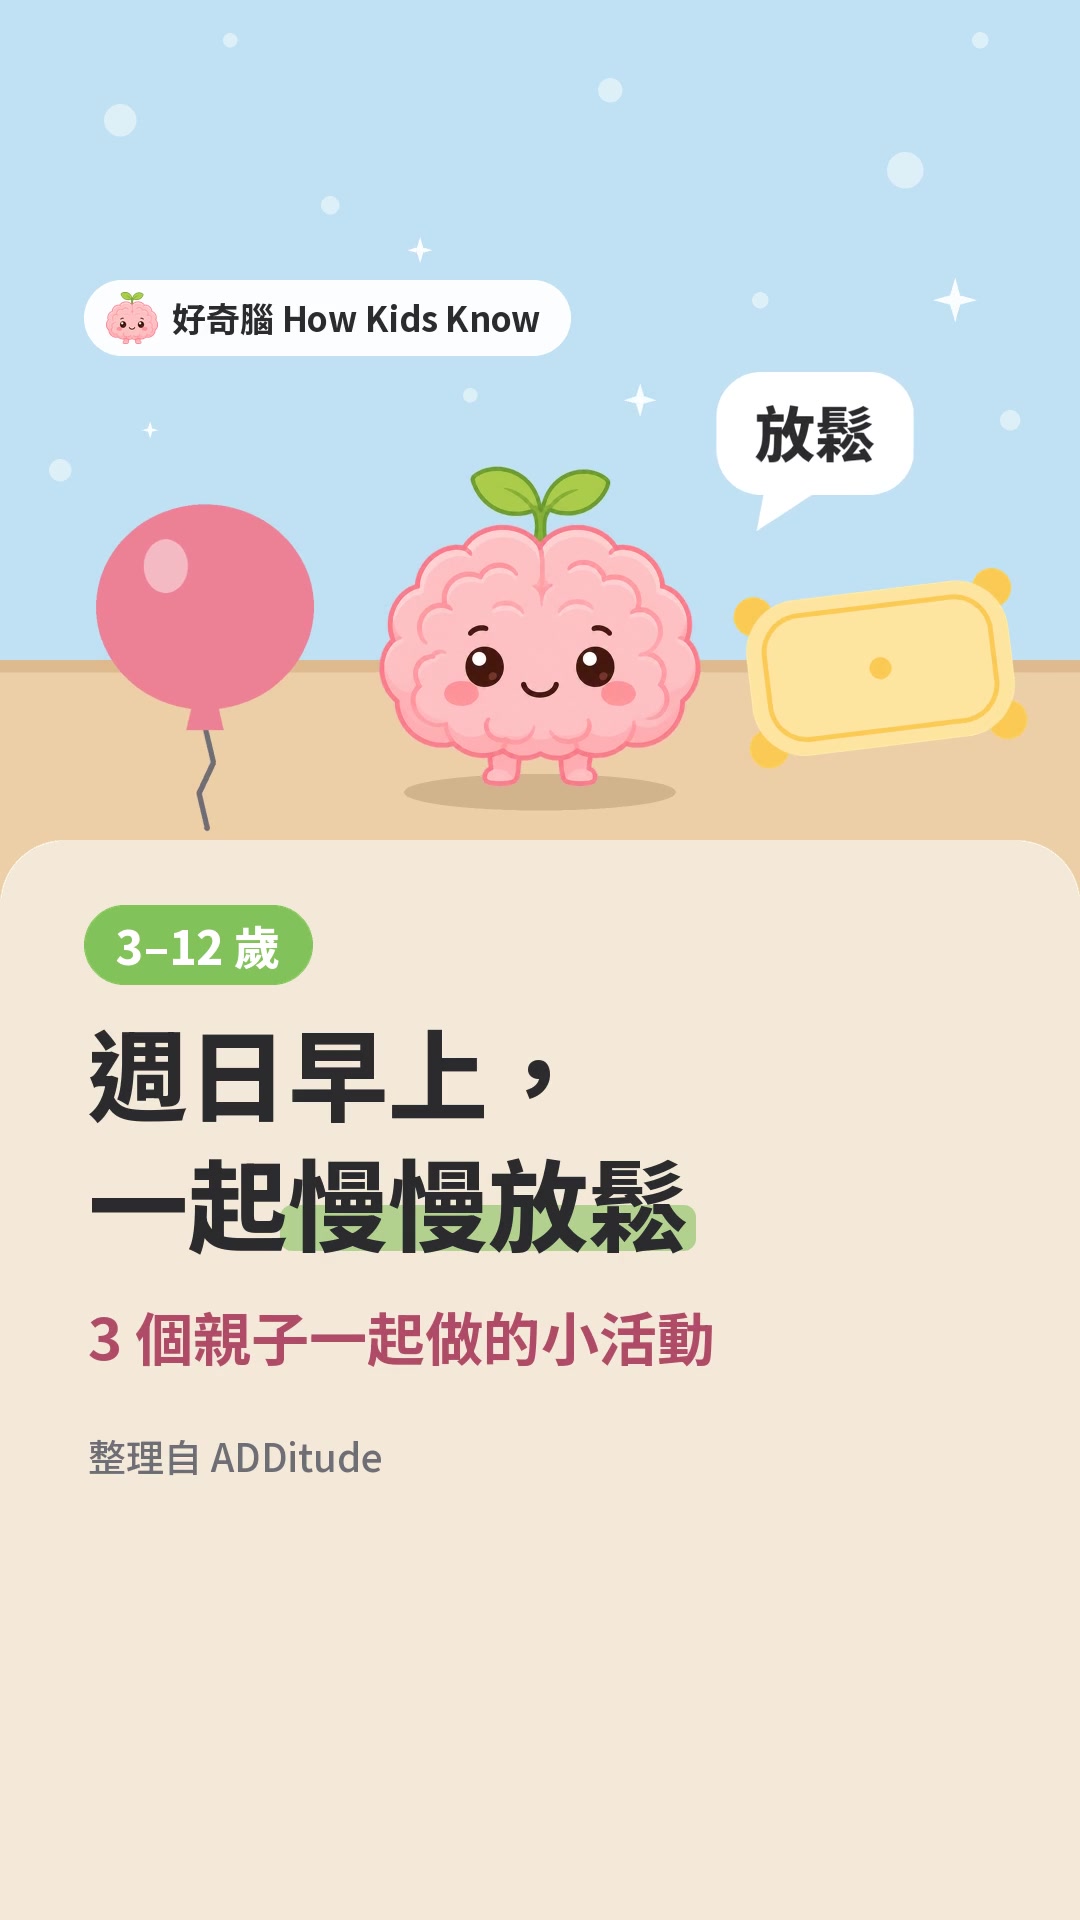 好奇腦 How Kids Know
放鬆
3–12 歲
週日早上，
一起慢慢放鬆
3 個親子一起做的小活動
整理自 ADDitude